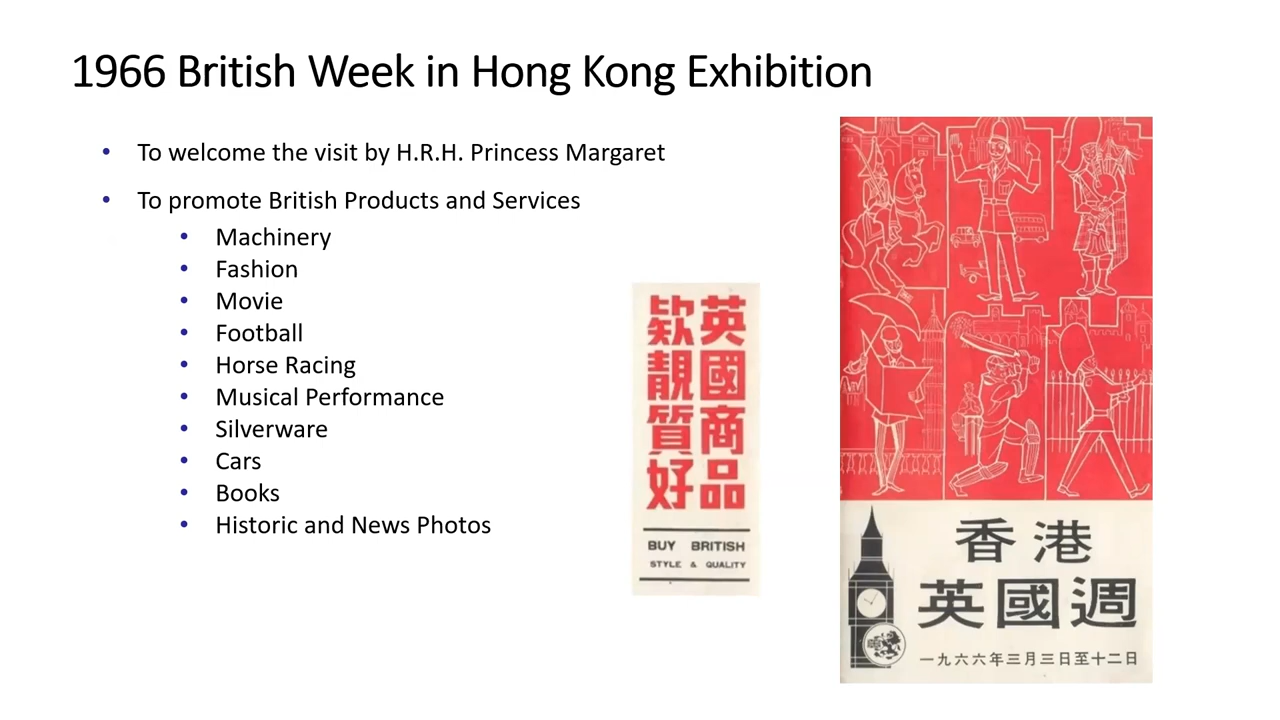 1966 British Week in Hong Kong Exhibition
• To welcome the visit by H.R.H. Princess Margaret
• To promote British Products and Services
• Machinery
• Fashion
• Movie
• Football
• Horse Racing
• Musical Performance
• Silverware
• Cars
• Books
• Historic and News Photos
英國商品
欵靚質好
BUY BRITISH
STYLE & QUALITY
香港
英國週
一九六六年三月三日至十二日